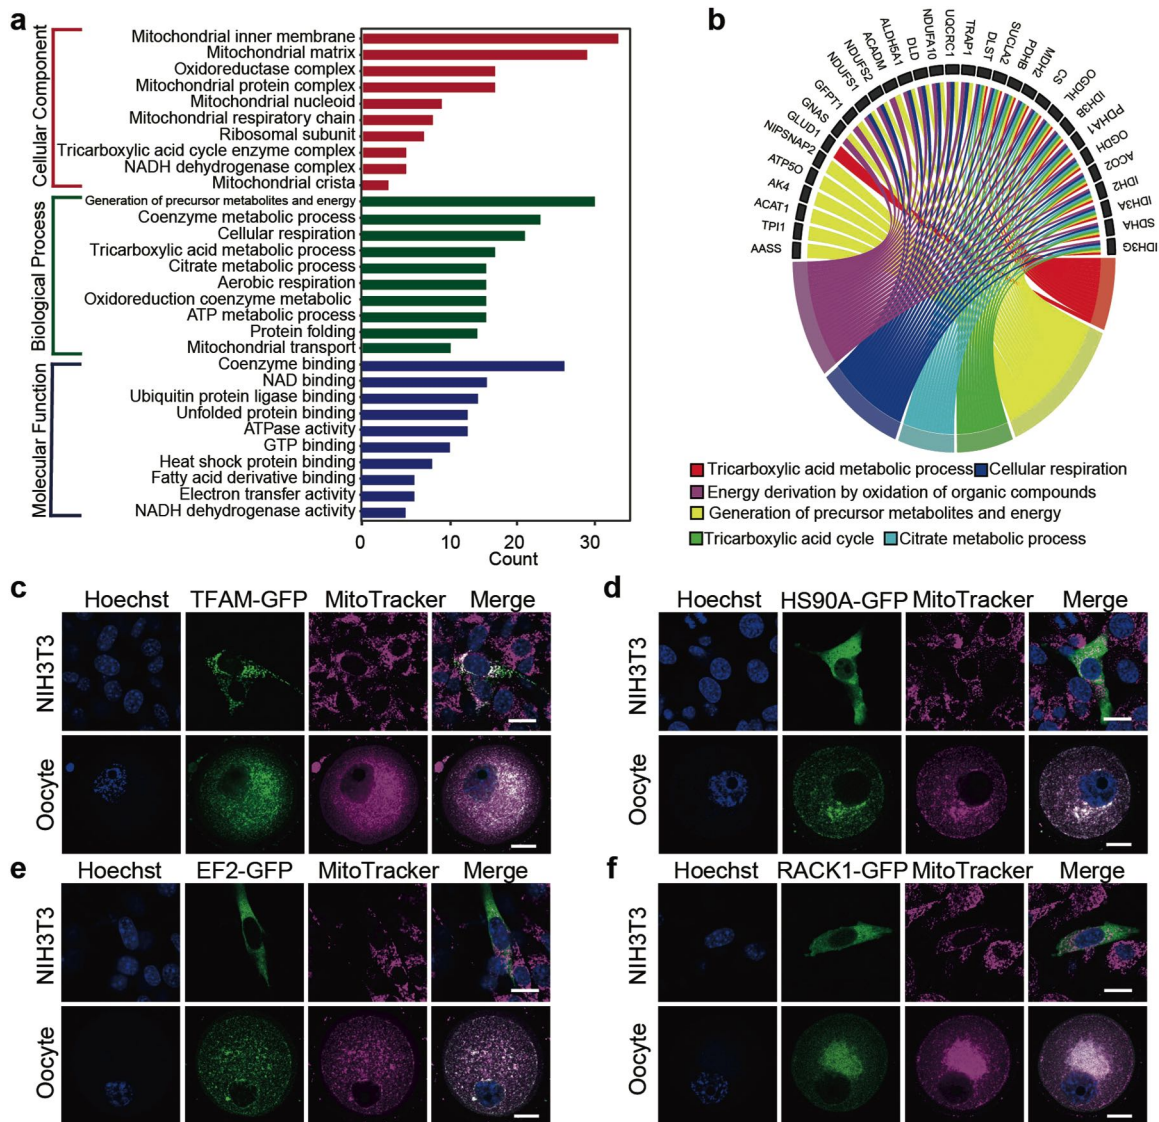 a
Cellular Component
Mitochondrial inner membrane
Mitochondrial matrix
Oxidoreductase complex
Mitochondrial protein complex
Mitochondrial nucleoid
Mitochondrial respiratory chain
Ribosomal subunit
Tricarboxylic acid cycle enzyme complex
NADH dehydrogenase complex
Mitochondrial crista
Biological Process
Generation of precursor metabolites and energy
Coenzyme metabolic process
Cellular respiration
Tricarboxylic acid metabolic process
Citrate metabolic process
Aerobic respiration
Oxidoreduction coenzyme metabolic
ATP metabolic process
Protein folding
Mitochondrial transport
Molecular Function
Coenzyme binding
NAD binding
Ubiquitin protein ligase binding
Unfolded protein binding
ATPase activity
GTP binding
Heat shock protein binding
Fatty acid derivative binding
Electron transfer activity
NADH dehydrogenase activity
0 10 20 30
Count
b
AASS
TPI1
ACAT1
AK4
ATP5O
NIPSNAP2
GLUD1
GNAS
GFPT1
NDUFS1
NDUFS2
ACADM
ALDH5A1
DLD
NDUFA10
UQCRC1
TRAP1
DLST
SUCLA2
PDHB
MDH2
CS
OGDHL
IDH3B
PDHA1
OGDH
ACO2
IDH2
IDH3A
SDHA
IDH3G
Tricarboxylic acid metabolic process Cellular respiration
Energy derivation by oxidation of organic compounds
Generation of precursor metabolites and energy
Tricarboxylic acid cycle Citrate metabolic process
c
Hoechst TFAM-GFP MitoTracker Merge
NIH3T3
Oocyte
d
Hoechst HS90A-GFP MitoTracker Merge
NIH3T3
Oocyte
e
Hoechst EF2-GFP MitoTracker Merge
NIH3T3
Oocyte
f
Hoechst RACK1-GFP MitoTracker Merge
NIH3T3
Oocyte